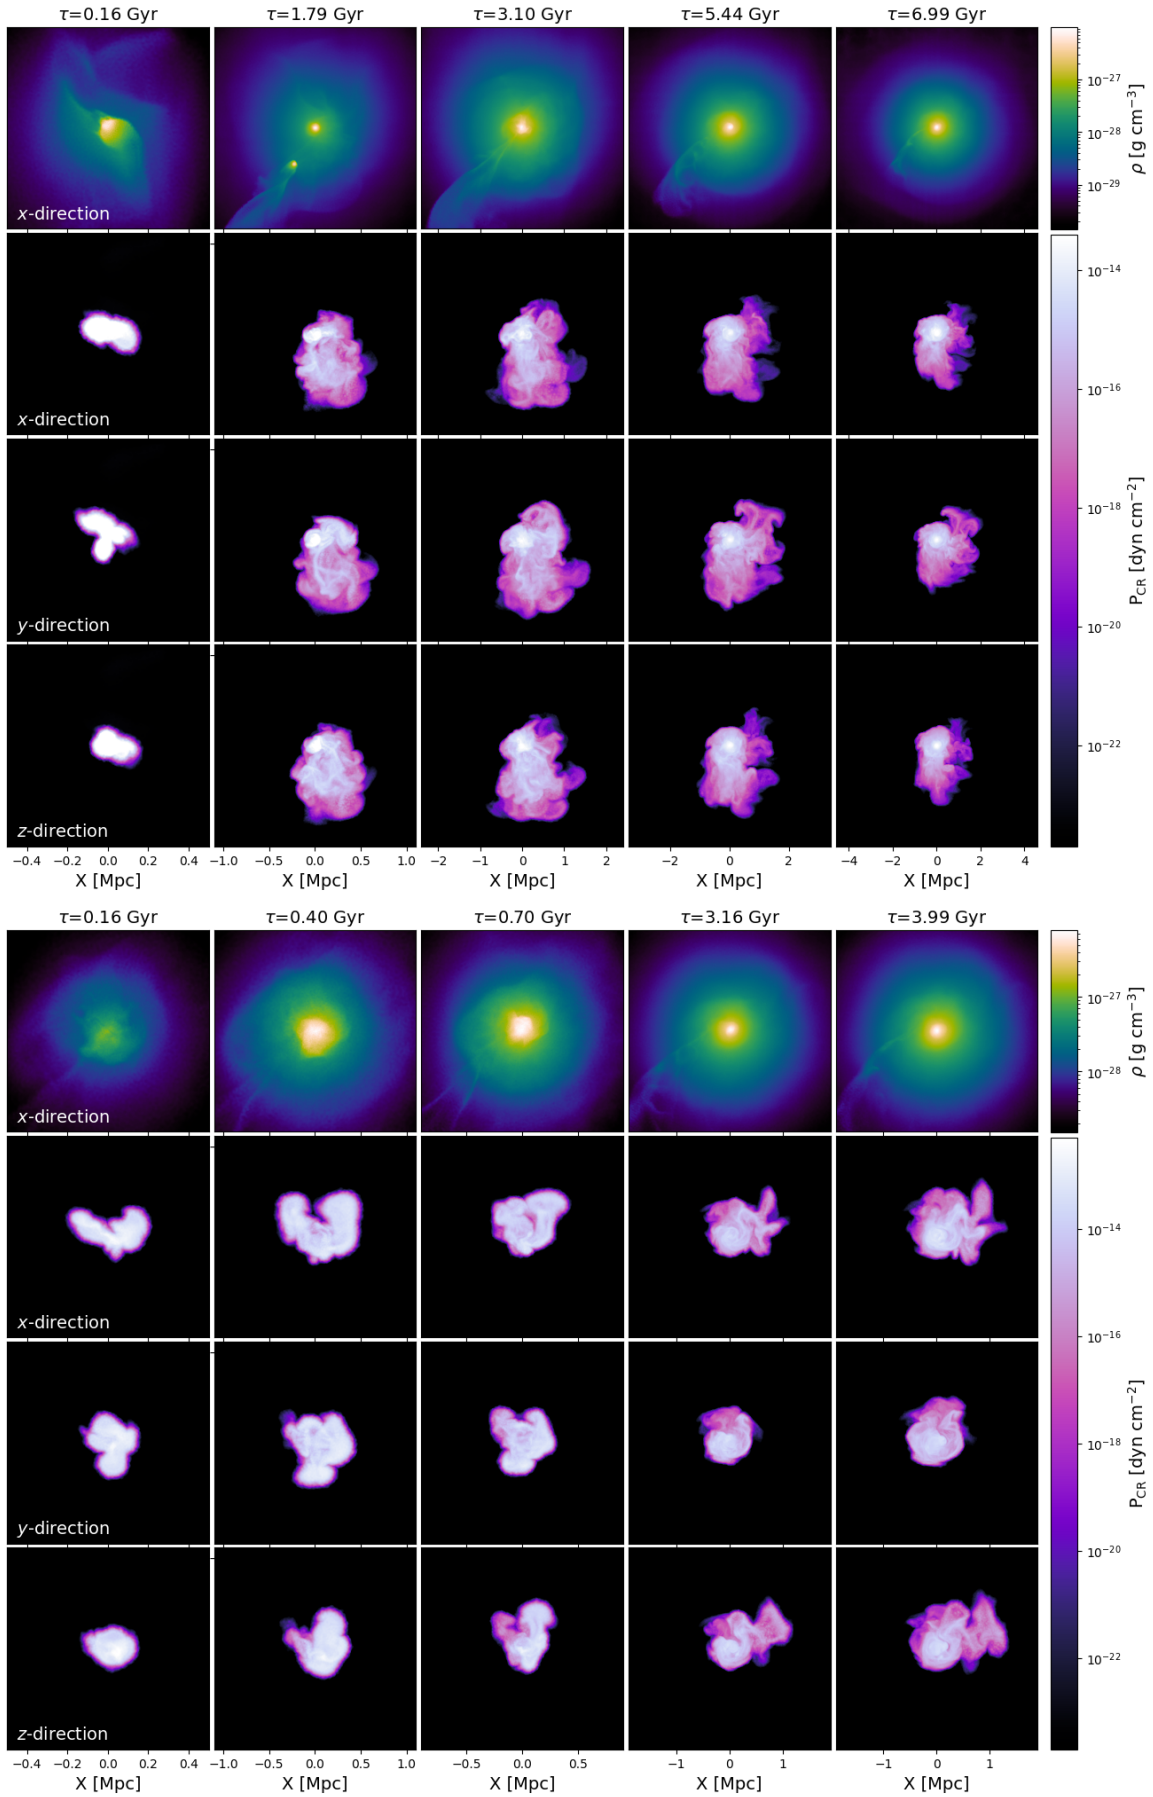 τ=0.16 Gyr τ=1.79 Gyr τ=3.10 Gyr τ=5.44 Gyr τ=6.99 Gyr
x-direction
10⁻²⁷
10⁻²⁸
10⁻²⁹
ρ [g cm⁻³]
x-direction
y-direction
z-direction
10⁻¹⁴
10⁻¹⁶
10⁻¹⁸
10⁻²⁰
10⁻²²
P_CR [dyn cm⁻²]
−0.4 −0.2 0.0 0.2 0.4 −1.0 −0.5 0.0 0.5 1.0 −2 −1 0 1 2 −2 0 2 −4 −2 0 2 4
X [Mpc] X [Mpc] X [Mpc] X [Mpc] X [Mpc]
τ=0.16 Gyr τ=0.40 Gyr τ=0.70 Gyr τ=3.16 Gyr τ=3.99 Gyr
x-direction
10⁻²⁷
10⁻²⁸
ρ [g cm⁻³]
x-direction
y-direction
z-direction
10⁻¹⁴
10⁻¹⁶
10⁻¹⁸
10⁻²⁰
10⁻²²
P_CR [dyn cm⁻²]
−0.4 −0.2 0.0 0.2 0.4 −1.0 −0.5 0.0 0.5 1.0 −0.5 0.0 0.5 −1 0 1 −1 0 1
X [Mpc] X [Mpc] X [Mpc] X [Mpc] X [Mpc]